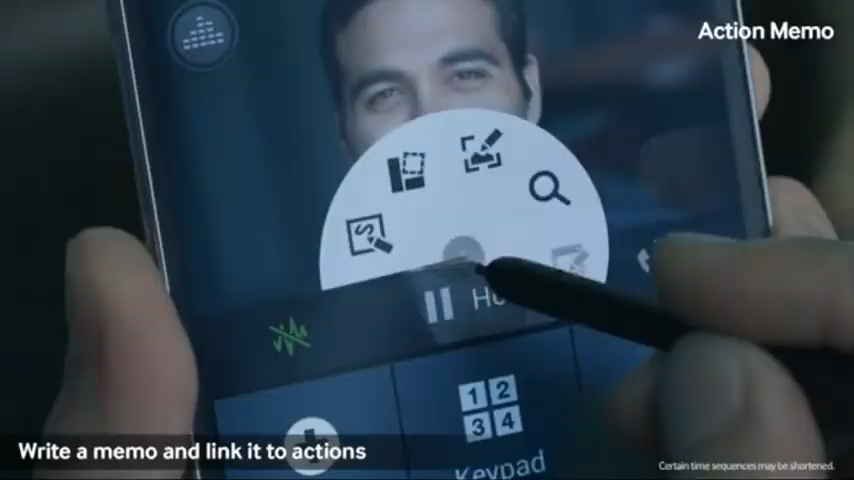 Action Memo
1 2
3 4
Keypad
Write a memo and link it to actions
Certain time sequences may be shortened.